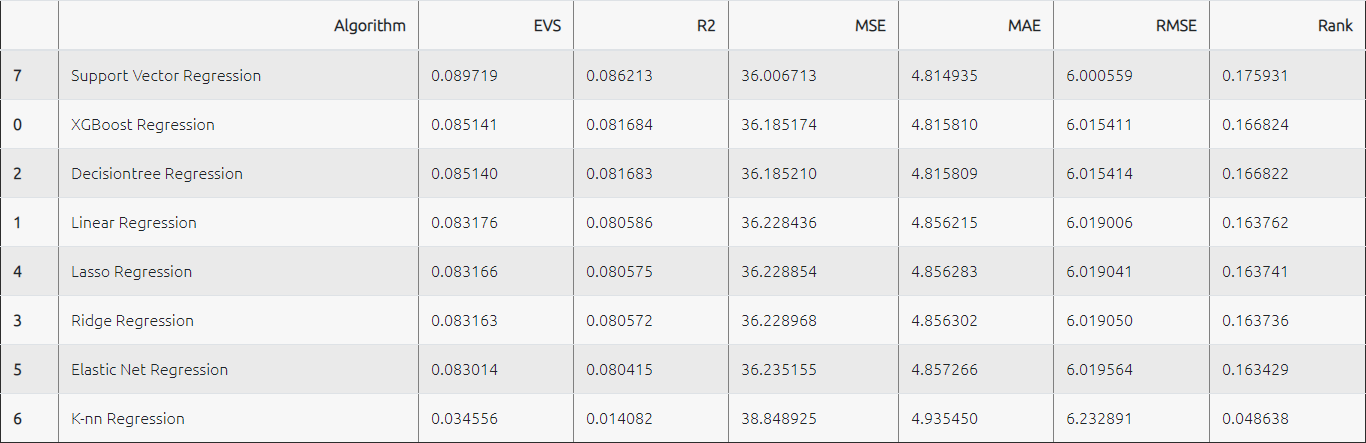 Algorithm EVS R2 MSE MAE RMSE Rank
7 Support Vector Regression 0.089719 0.086213 36.006713 4.814935 6.000559 0.175931
0 XGBoost Regression 0.085141 0.081684 36.185174 4.815810 6.015411 0.166824
2 Decisiontree Regression 0.085140 0.081683 36.185210 4.815809 6.015414 0.166822
1 Linear Regression 0.083176 0.080586 36.228436 4.856215 6.019006 0.163762
4 Lasso Regression 0.083166 0.080575 36.228854 4.856283 6.019041 0.163741
3 Ridge Regression 0.083163 0.080572 36.228968 4.856302 6.019050 0.163736
5 Elastic Net Regression 0.083014 0.080415 36.235155 4.857266 6.019564 0.163429
6 K-nn Regression 0.034556 0.014082 38.848925 4.935450 6.232891 0.048638